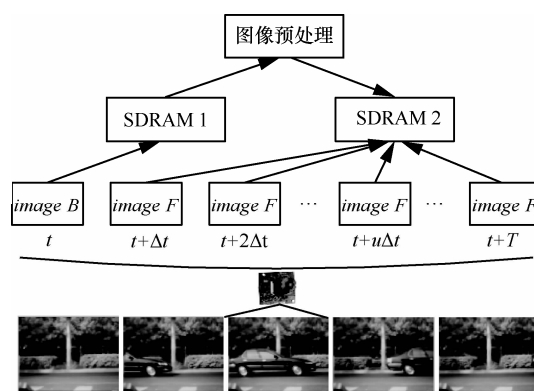 图像预处理
SDRAM 1 SDRAM 2
image B image F image F ··· image F ··· image F
t t+Δt t+2Δt t+uΔt t+T